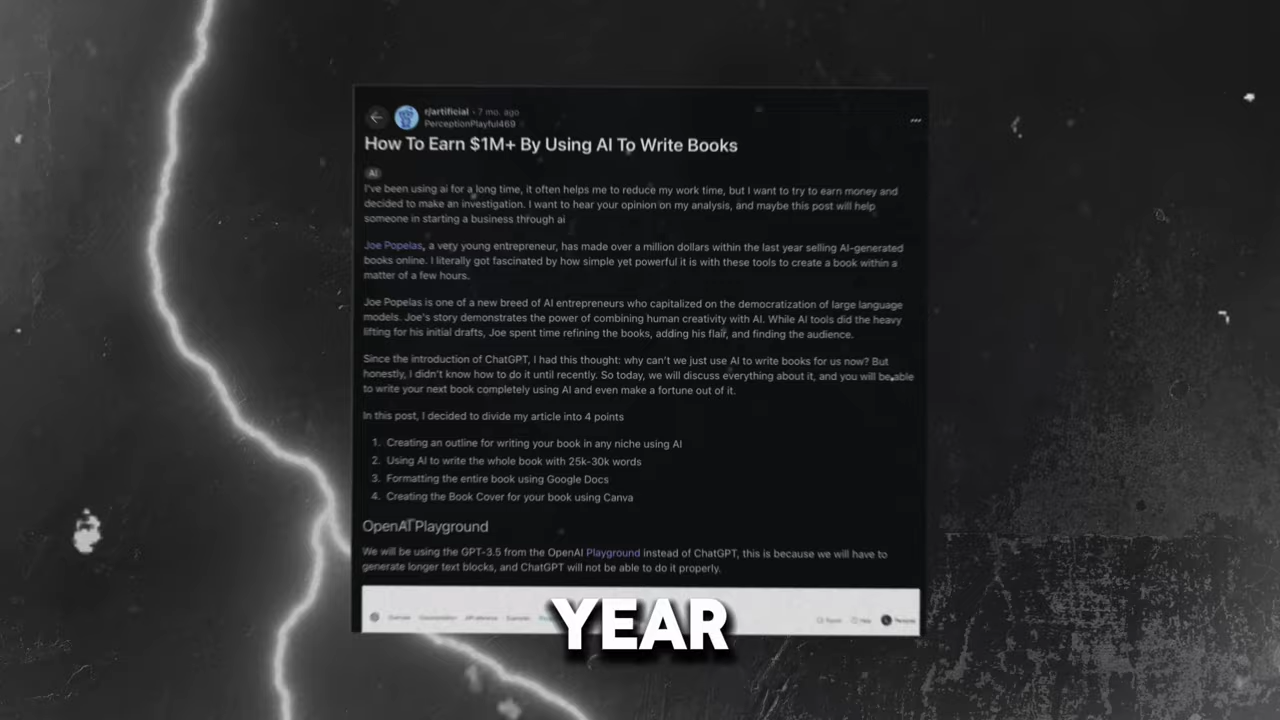 r/artificial · 7 mo. ago
PerceptionPlayful469
How To Earn $1M+ By Using AI To Write Books
AI
I've been using ai for a long time, it often helps me to reduce my work time, but I want to try to earn money and
decided to make an investigation. I want to hear your opinion on my analysis, and maybe this post will help
someone in starting a business through ai
Joe Popelas, a very young entrepreneur, has made over a million dollars within the last year selling AI-generated
books online. I literally got fascinated by how simple yet powerful it is with these tools to create a book within a
matter of a few hours.
Joe Popelas is one of a new breed of AI entrepreneurs who capitalized on the democratization of large language
models. Joe's story demonstrates the power of combining human creativity with AI. While AI tools did the heavy
lifting for his initial drafts, Joe spent time refining the books, adding his flair, and finding the audience.
Since the introduction of ChatGPT, I had this thought: why can't we just use AI to write books for us now? But
honestly, I didn't know how to do it until recently. So today, we will discuss everything about it, and you will be able
to write your next book completely using AI and even make a fortune out of it.
In this post, I decided to divide my article into 4 points
1. Creating an outline for writing your book in any niche using AI
2. Using AI to write the whole book with 25k-30k words
3. Formatting the entire book using Google Docs
4. Creating the Book Cover for your book using Canva
OpenAI Playground
We will be using the GPT-3.5 from the OpenAI Playground instead of ChatGPT, this is because we will have to
generate longer text blocks, and ChatGPT will not be able to do it properly.
Overview Documentation API reference Examples
YEAR